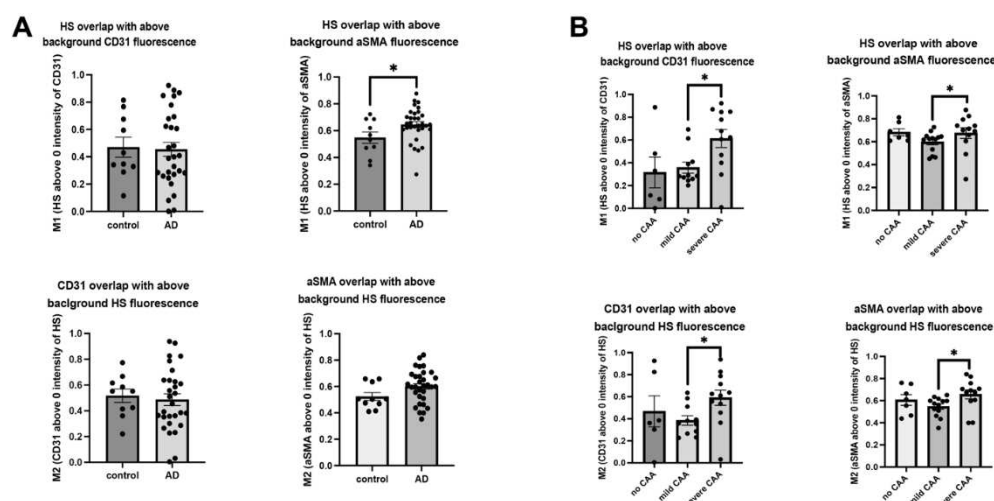 A
HS overlap with above
background CD31 fluorescence
M1 (HS above 0 intensity of CD31)
1.0
0.8
0.6
0.4
0.2
0.0
control AD
HS overlap with above
background aSMA fluorescence
*
M1 (HS above 0 intensity of aSMA)
1.0
0.8
0.6
0.4
0.2
0.0
control AD
CD31 overlap with above
baclground HS fluorescence
M2 (CD31 above 0 intensity of HS)
1.0
0.8
0.6
0.4
0.2
0.0
control AD
aSMA overlap with above
background HS fluorescence
M2 (aSMA above 0 intensity of HS)
1.0
0.8
0.6
0.4
0.2
0.0
control AD
B
HS overlap with above
background CD31 fluorescence
*
M1 (HS above 0 intensity of CD31)
1.0
0.8
0.6
0.4
0.2
0.0
no CAA mild CAA severe CAA
HS overlap with above
background aSMA fluorescence
*
M1 (HS above 0 intensity of aSMA)
1.0
0.8
0.6
0.4
0.2
0.0
no CAA mild CAA severe CAA
CD31 overlap with above
background HS fluorescence
*
M2 (CD31 above 0 intensity of HS)
1.0
0.8
0.6
0.4
0.2
0.0
no CAA mild CAA severe CAA
aSMA overlap with above
background HS fluorescence
*
M2 (aSMA above 0 intensity of HS)
1.0
0.8
0.6
0.4
0.2
0.0
no CAA mild CAA severe CAA